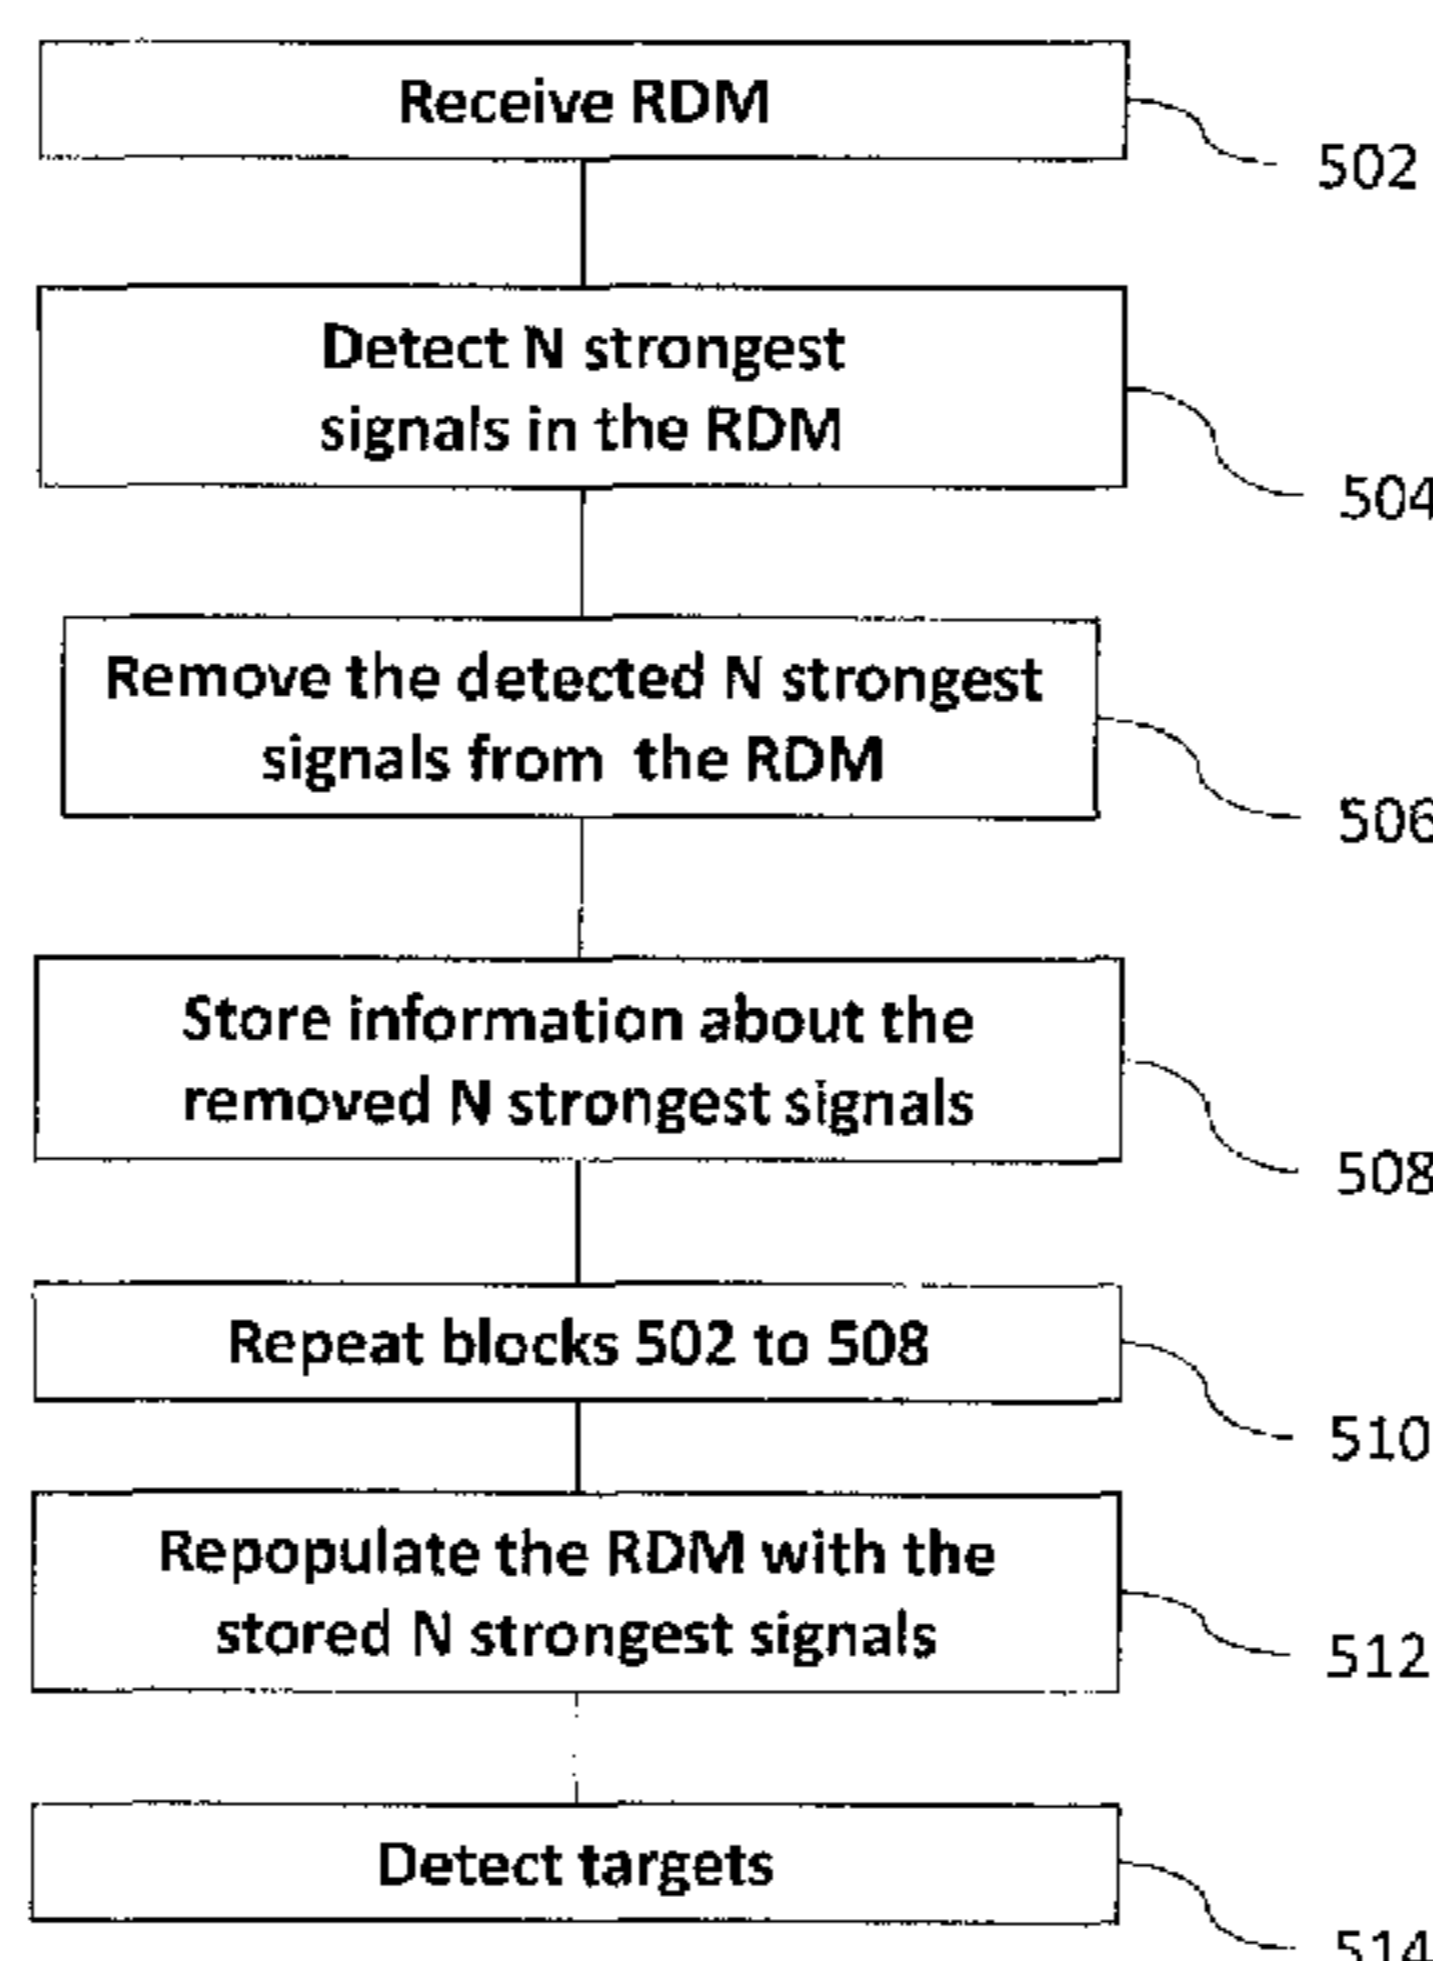 Receive RDM
502
Detect N strongest
signals in the RDM
504
Remove the detected N strongest
signals from the RDM
506
Store information about the
removed N strongest signals
508
Repeat blocks 502 to 508
510
Repopulate the RDM with the
stored N strongest signals
512
Detect targets
514